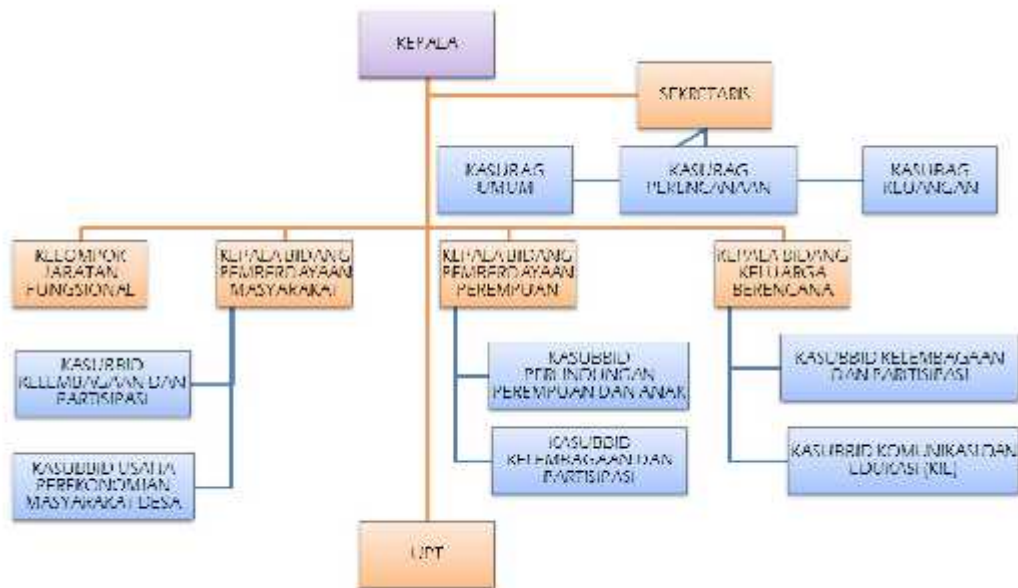 KEPALA
SEKRETARIS
KASUBAG
UMUM
KASUBAG
PERENCANAAN
KASUBAG
KEUANGAN
KELOMPOK
JABATAN
FUNGSIONAL
KEPALA BIDANG
PEMBERDAYAAN
MASYARAKAT
KEPALA BIDANG
PEMBERDAYAAN
PEREMPUAN
KEPALA BIDANG
KELUARGA
BERENCANA
KASUBBID
KELEMBAGAAN DAN
PARTISIPASI
KASUBBID
PERLINDUNGAN
PEREMPUAN DAN ANAK
KASUBBID KELEMBAGAAN
DAN PARITISIPASI
KASUBBID USAHA
PEREKONOMIAN
MASYARAKAT DESA
KASUBBID
KELEMBAGAAN DAN
PARTISIPASI
KASUBBID KOMUNIKASI DAN
EDUKASI (KIE)
UPT